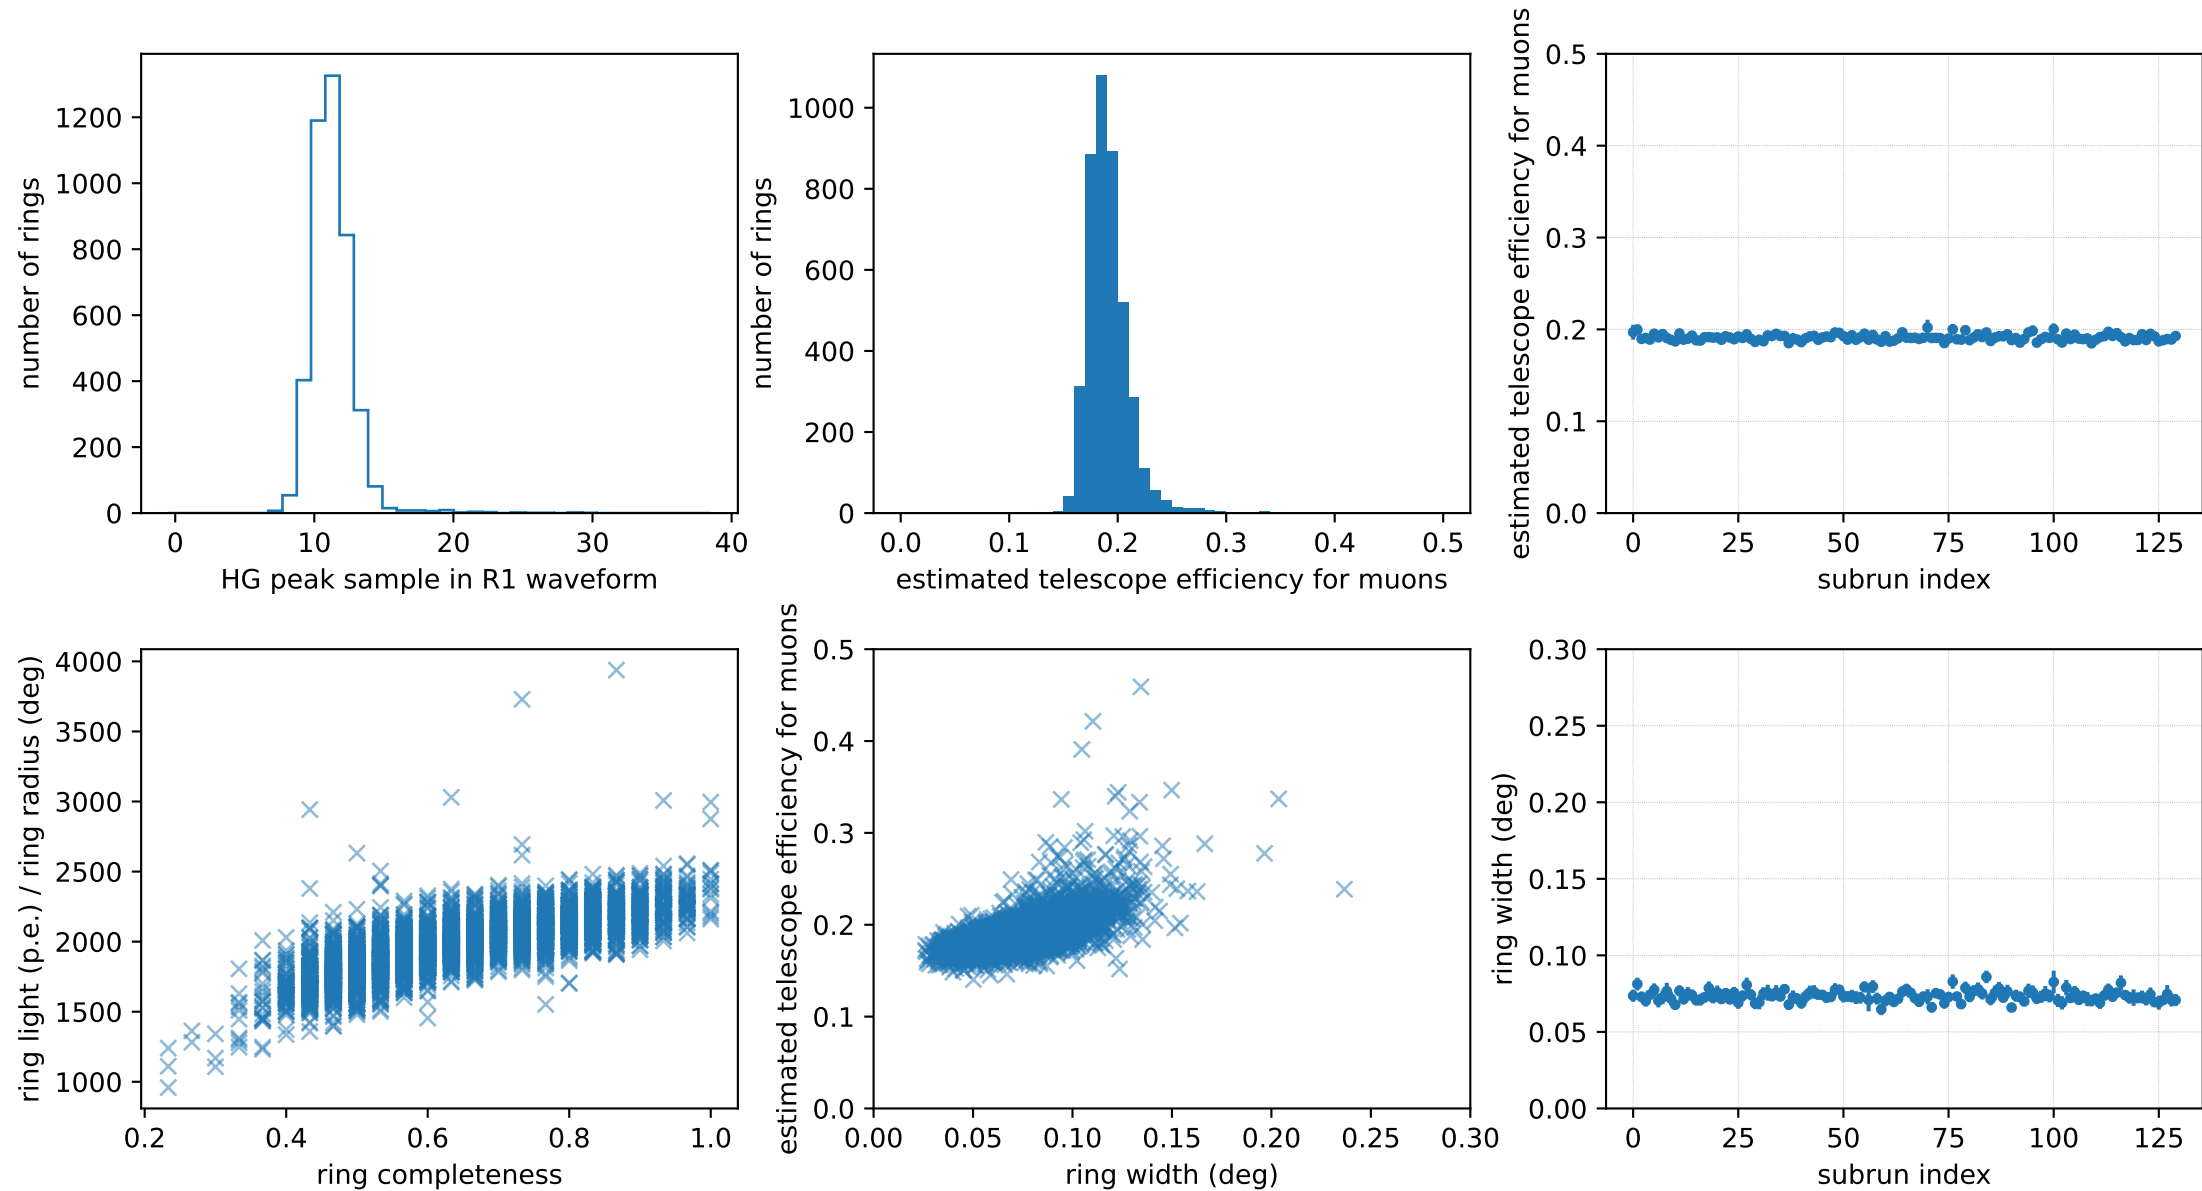 number of rings
1200
1000
800
600
400
200
0
0 10 20 30 40
HG peak sample in R1 waveform
number of rings
1000
800
600
400
200
0
0.0 0.1 0.2 0.3 0.4 0.5
estimated telescope efficiency for muons
estimated telescope efficiency for muons
0.5
0.4
0.3
0.2
0.1
0.0
0 25 50 75 100 125
subrun index
ring light (p.e.) / ring radius (deg)
4000
3500
3000
2500
2000
1500
1000
0.2 0.4 0.6 0.8 1.0
ring completeness
estimated telescope efficiency for muons
0.5
0.4
0.3
0.2
0.1
0.0
0.00 0.05 0.10 0.15 0.20 0.25 0.30
ring width (deg)
ring width (deg)
0.30
0.25
0.20
0.15
0.10
0.05
0.00
0 25 50 75 100 125
subrun index